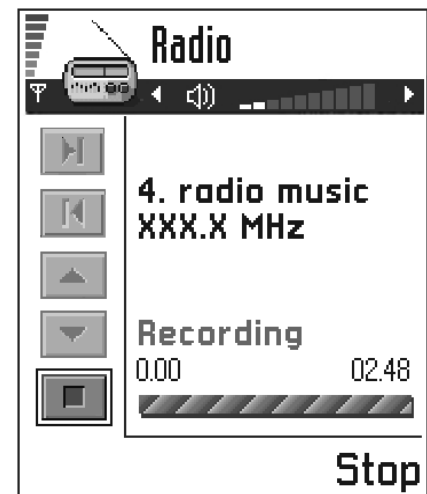 Radio
4. radio music
XXX.X MHz
Recording
0.00 02.48
Stop